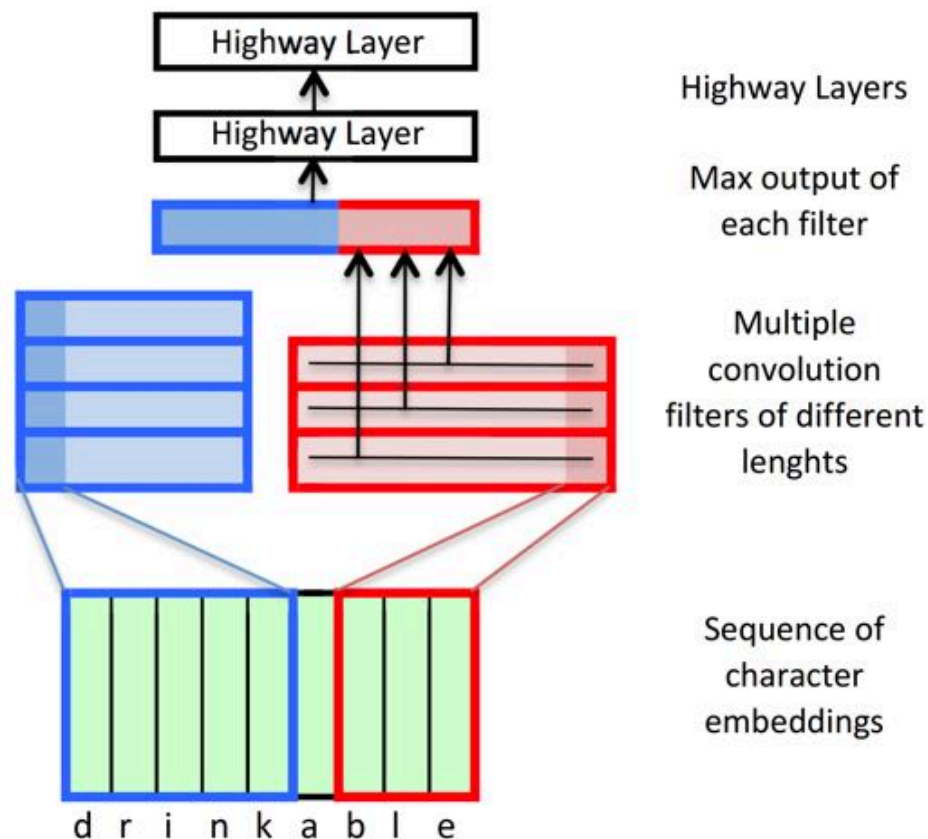 Highway Layer
Highway Layer
Highway Layers
Max output of
each filter
Multiple
convolution
filters of different
lenghts
Sequence of
character
embeddings
d r i n k a b l e